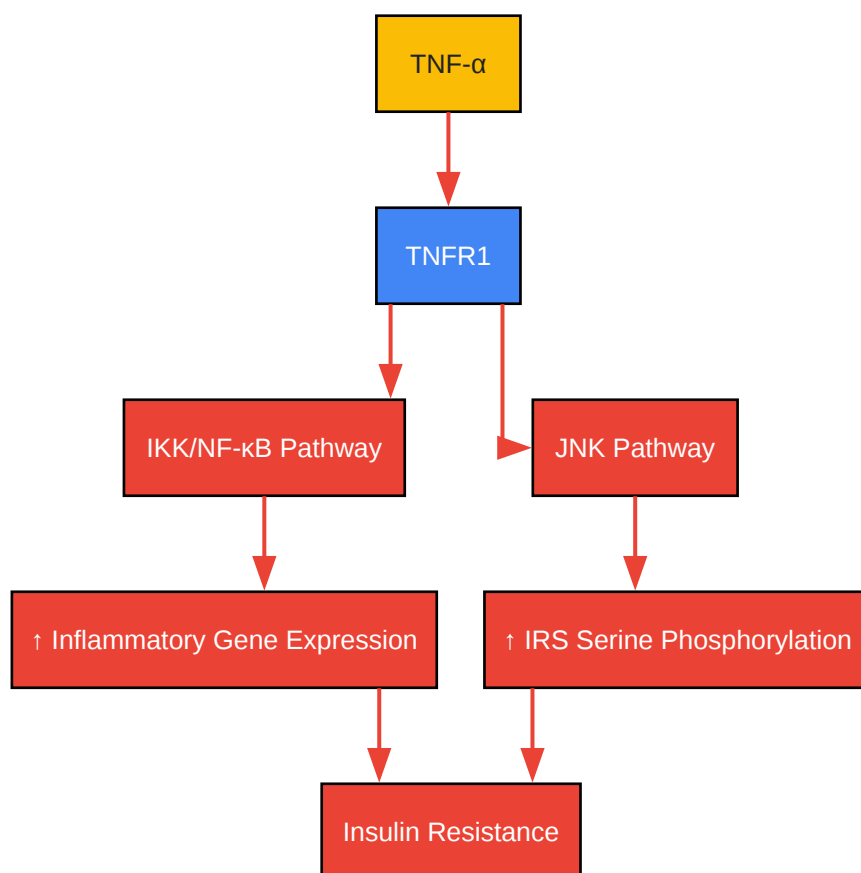 TNF-α
TNFR1
IKK/NF-κB Pathway
JNK Pathway
↑ Inflammatory Gene Expression
↑ IRS Serine Phosphorylation
Insulin Resistance